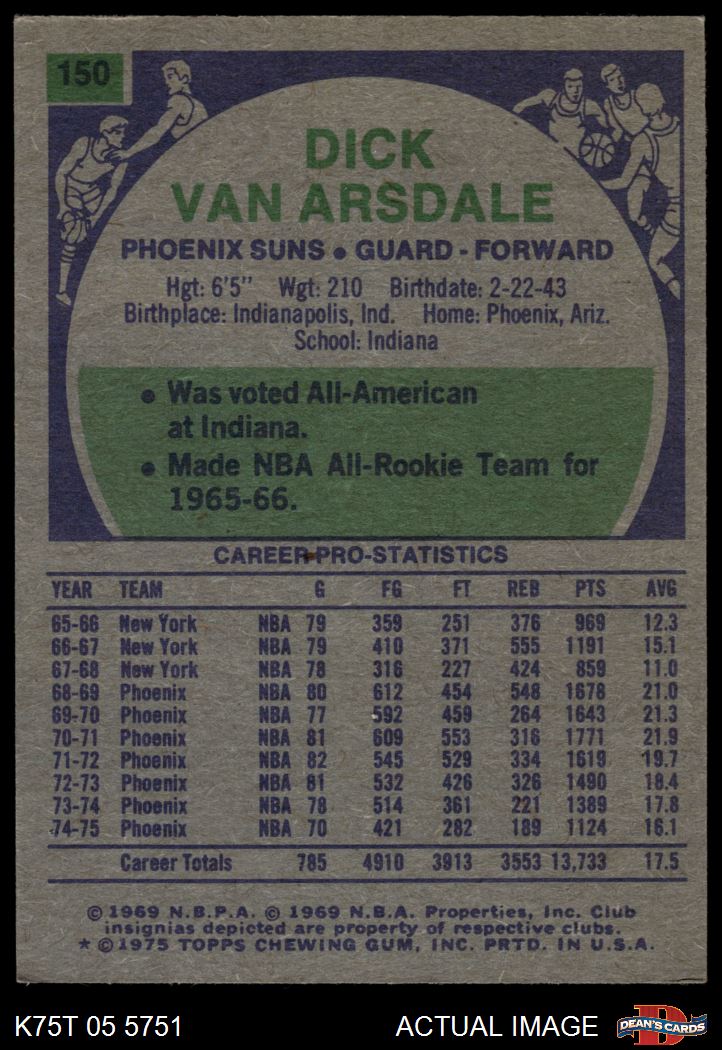 150
DICK
VAN ARSDALE
PHOENIX SUNS • GUARD - FORWARD
Hgt: 6'5" Wgt: 210 Birthdate: 2-22-43
Birthplace: Indianapolis, Ind. Home: Phoenix, Ariz.
School: Indiana
• Was voted All-American
at Indiana.
• Made NBA All-Rookie Team for
1965-66.
CAREER PRO-STATISTICS
YEAR TEAM G FG FT REB PTS AVG
65-66 New York NBA 79 359 251 376 969 12.3
66-67 New York NBA 79 410 371 555 1191 15.1
67-68 New York NBA 78 316 227 424 859 11.0
68-69 Phoenix NBA 80 612 454 548 1678 21.0
69-70 Phoenix NBA 77 592 459 264 1643 21.3
70-71 Phoenix NBA 81 609 553 316 1771 21.9
71-72 Phoenix NBA 82 545 529 334 1619 19.7
72-73 Phoenix NBA 81 532 426 326 1490 18.4
73-74 Phoenix NBA 78 514 361 221 1389 17.8
74-75 Phoenix NBA 70 421 282 189 1124 16.1
Career Totals 785 4910 3913 3553 13,733 17.5
© 1969 N.B.P.A. © 1969 N.B.A. Properties, Inc. Club
insignias depicted are property of respective clubs.
* © 1975 TOPPS CHEWING GUM, INC. PRTD. IN U.S.A.
K75T 05 5751 ACTUAL IMAGE
D
DEAN'S CARDS